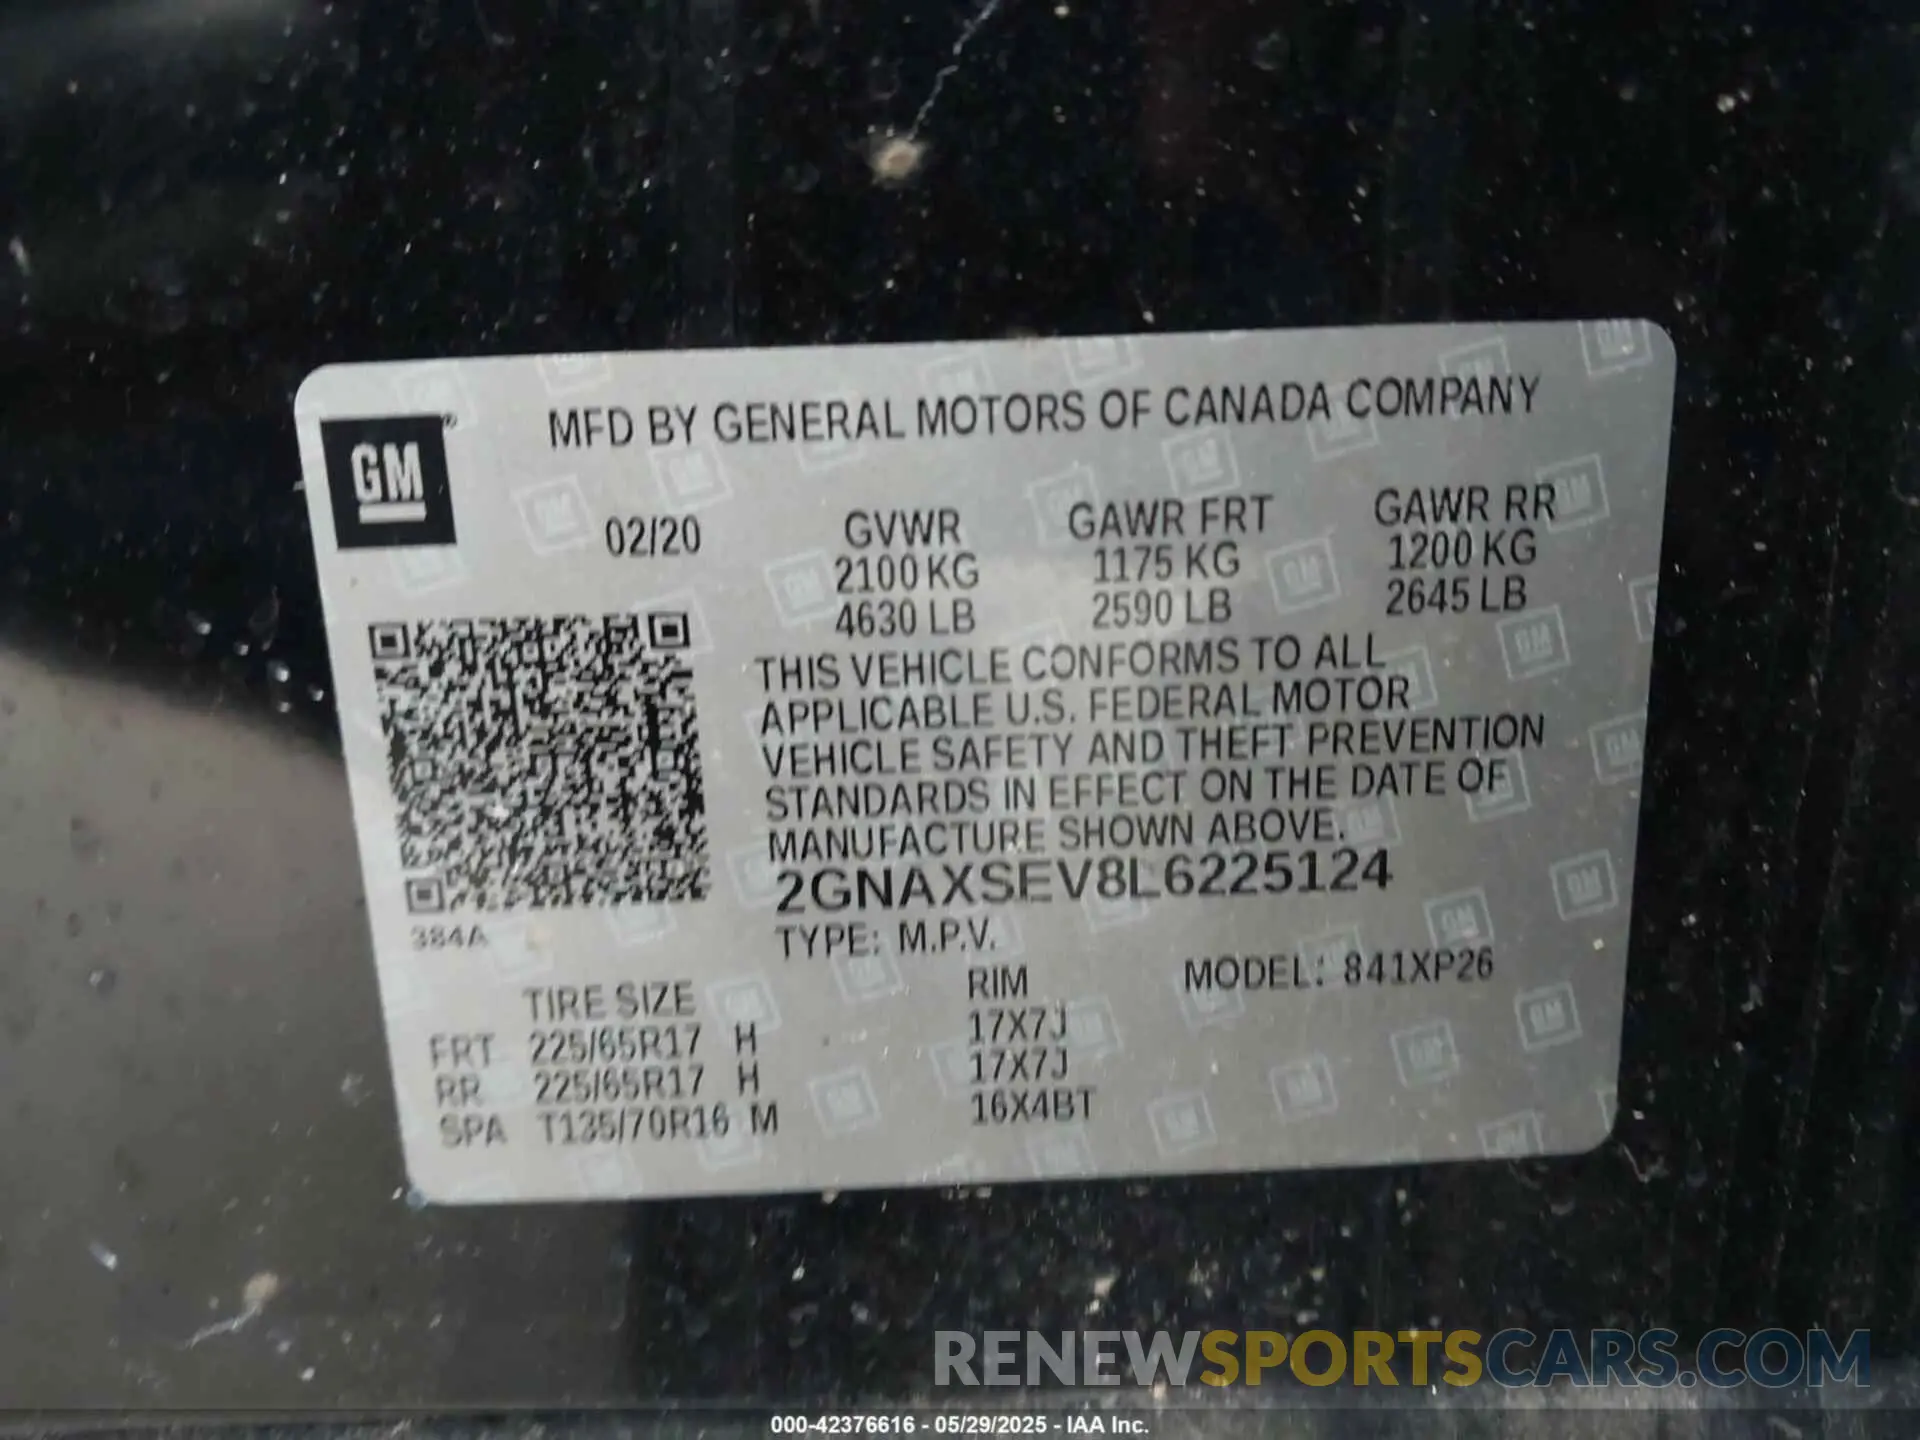 MFD BY GENERAL MOTORS OF CANADA COMPANY
GM®
02/20 GVWR GAWR FRT GAWR RR
2100 KG 1175 KG 1200 KG
4630 LB 2590 LB 2645 LB
THIS VEHICLE CONFORMS TO ALL
APPLICABLE U.S. FEDERAL MOTOR
VEHICLE SAFETY AND THEFT PREVENTION
STANDARDS IN EFFECT ON THE DATE OF
MANUFACTURE SHOWN ABOVE.
2GNAXSEV8L6225124
384A
TYPE: M.P.V.
MODEL: 841XP26
TIRE SIZE RIM
FRT 225/65R17 H 17X7J
RR 225/65R17 H 17X7J
SPA T135/70R16 M 16X4BT
RENEWSPORTSCARS.COM
000-42376616 - 05/29/2025 - IAA Inc.